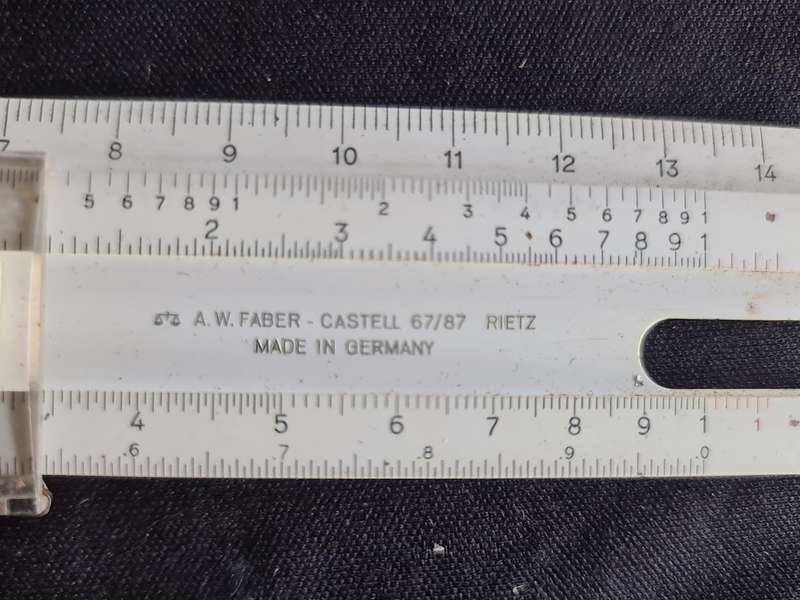 7 8 9 10 11 12 13 14
5 6 7 8 9 1 2 3 4 5 6 7 8 9 1
2 3 4 5 6 7 8 9 1
A.W. FABER - CASTELL 67/87 RIETZ
MADE IN GERMANY
4 5 6 7 8 9 1 1
.6 .7 .8 .9 .0